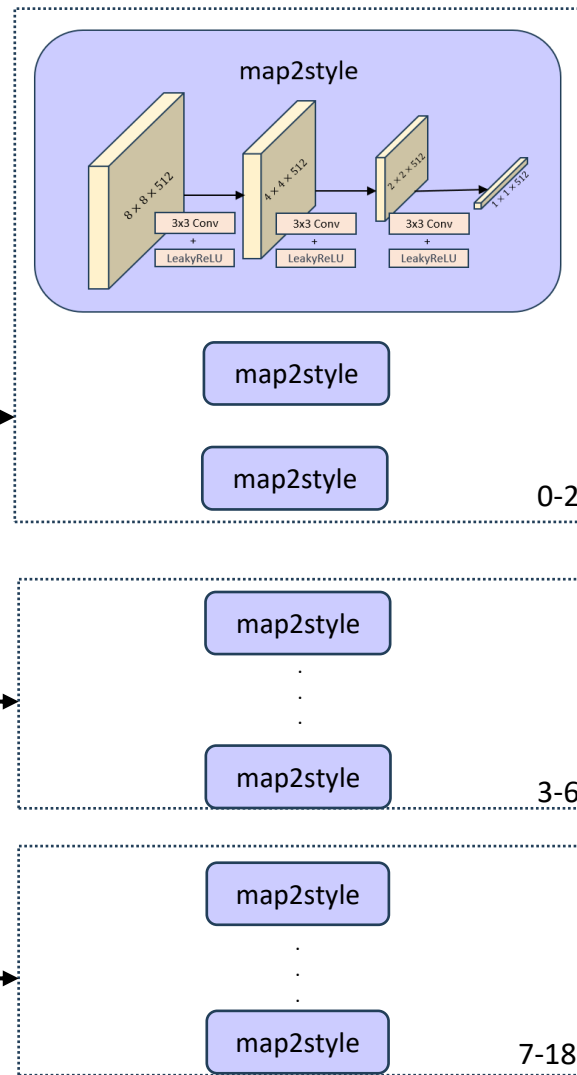 map2style
8 × 8 × 512
4 × 4 × 512
2 × 2 × 512
1 × 1 × 512
3x3 Conv
+
LeakyReLU
3x3 Conv
+
LeakyReLU
3x3 Conv
+
LeakyReLU
map2style
map2style
0-2
map2style
.
.
.
map2style
3-6
map2style
.
.
.
map2style
7-18